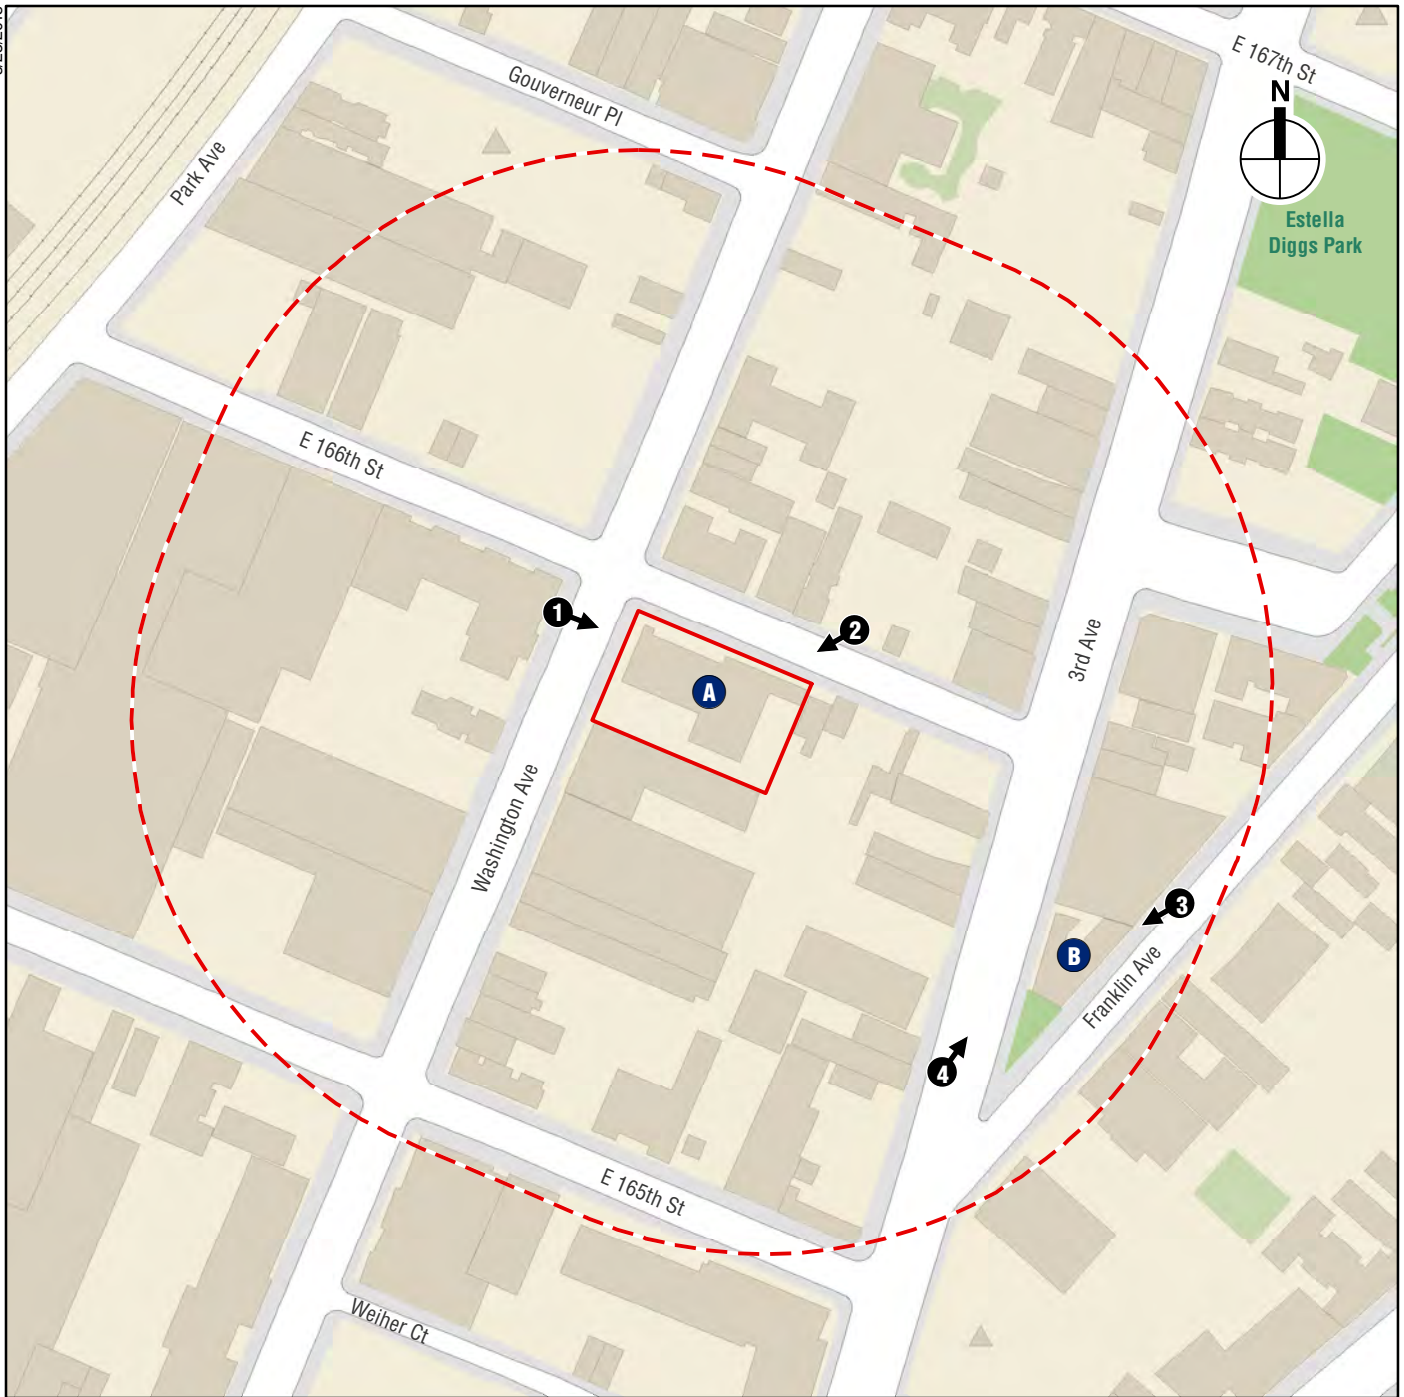 E 167th St
Gouverneur Pl
N
Park Ave
Estella
Diggs Park
E 166th St
1
2
3rd Ave
A
Washington Ave
3
B
Franklin Ave
4
E 165th St
Weiher Ct